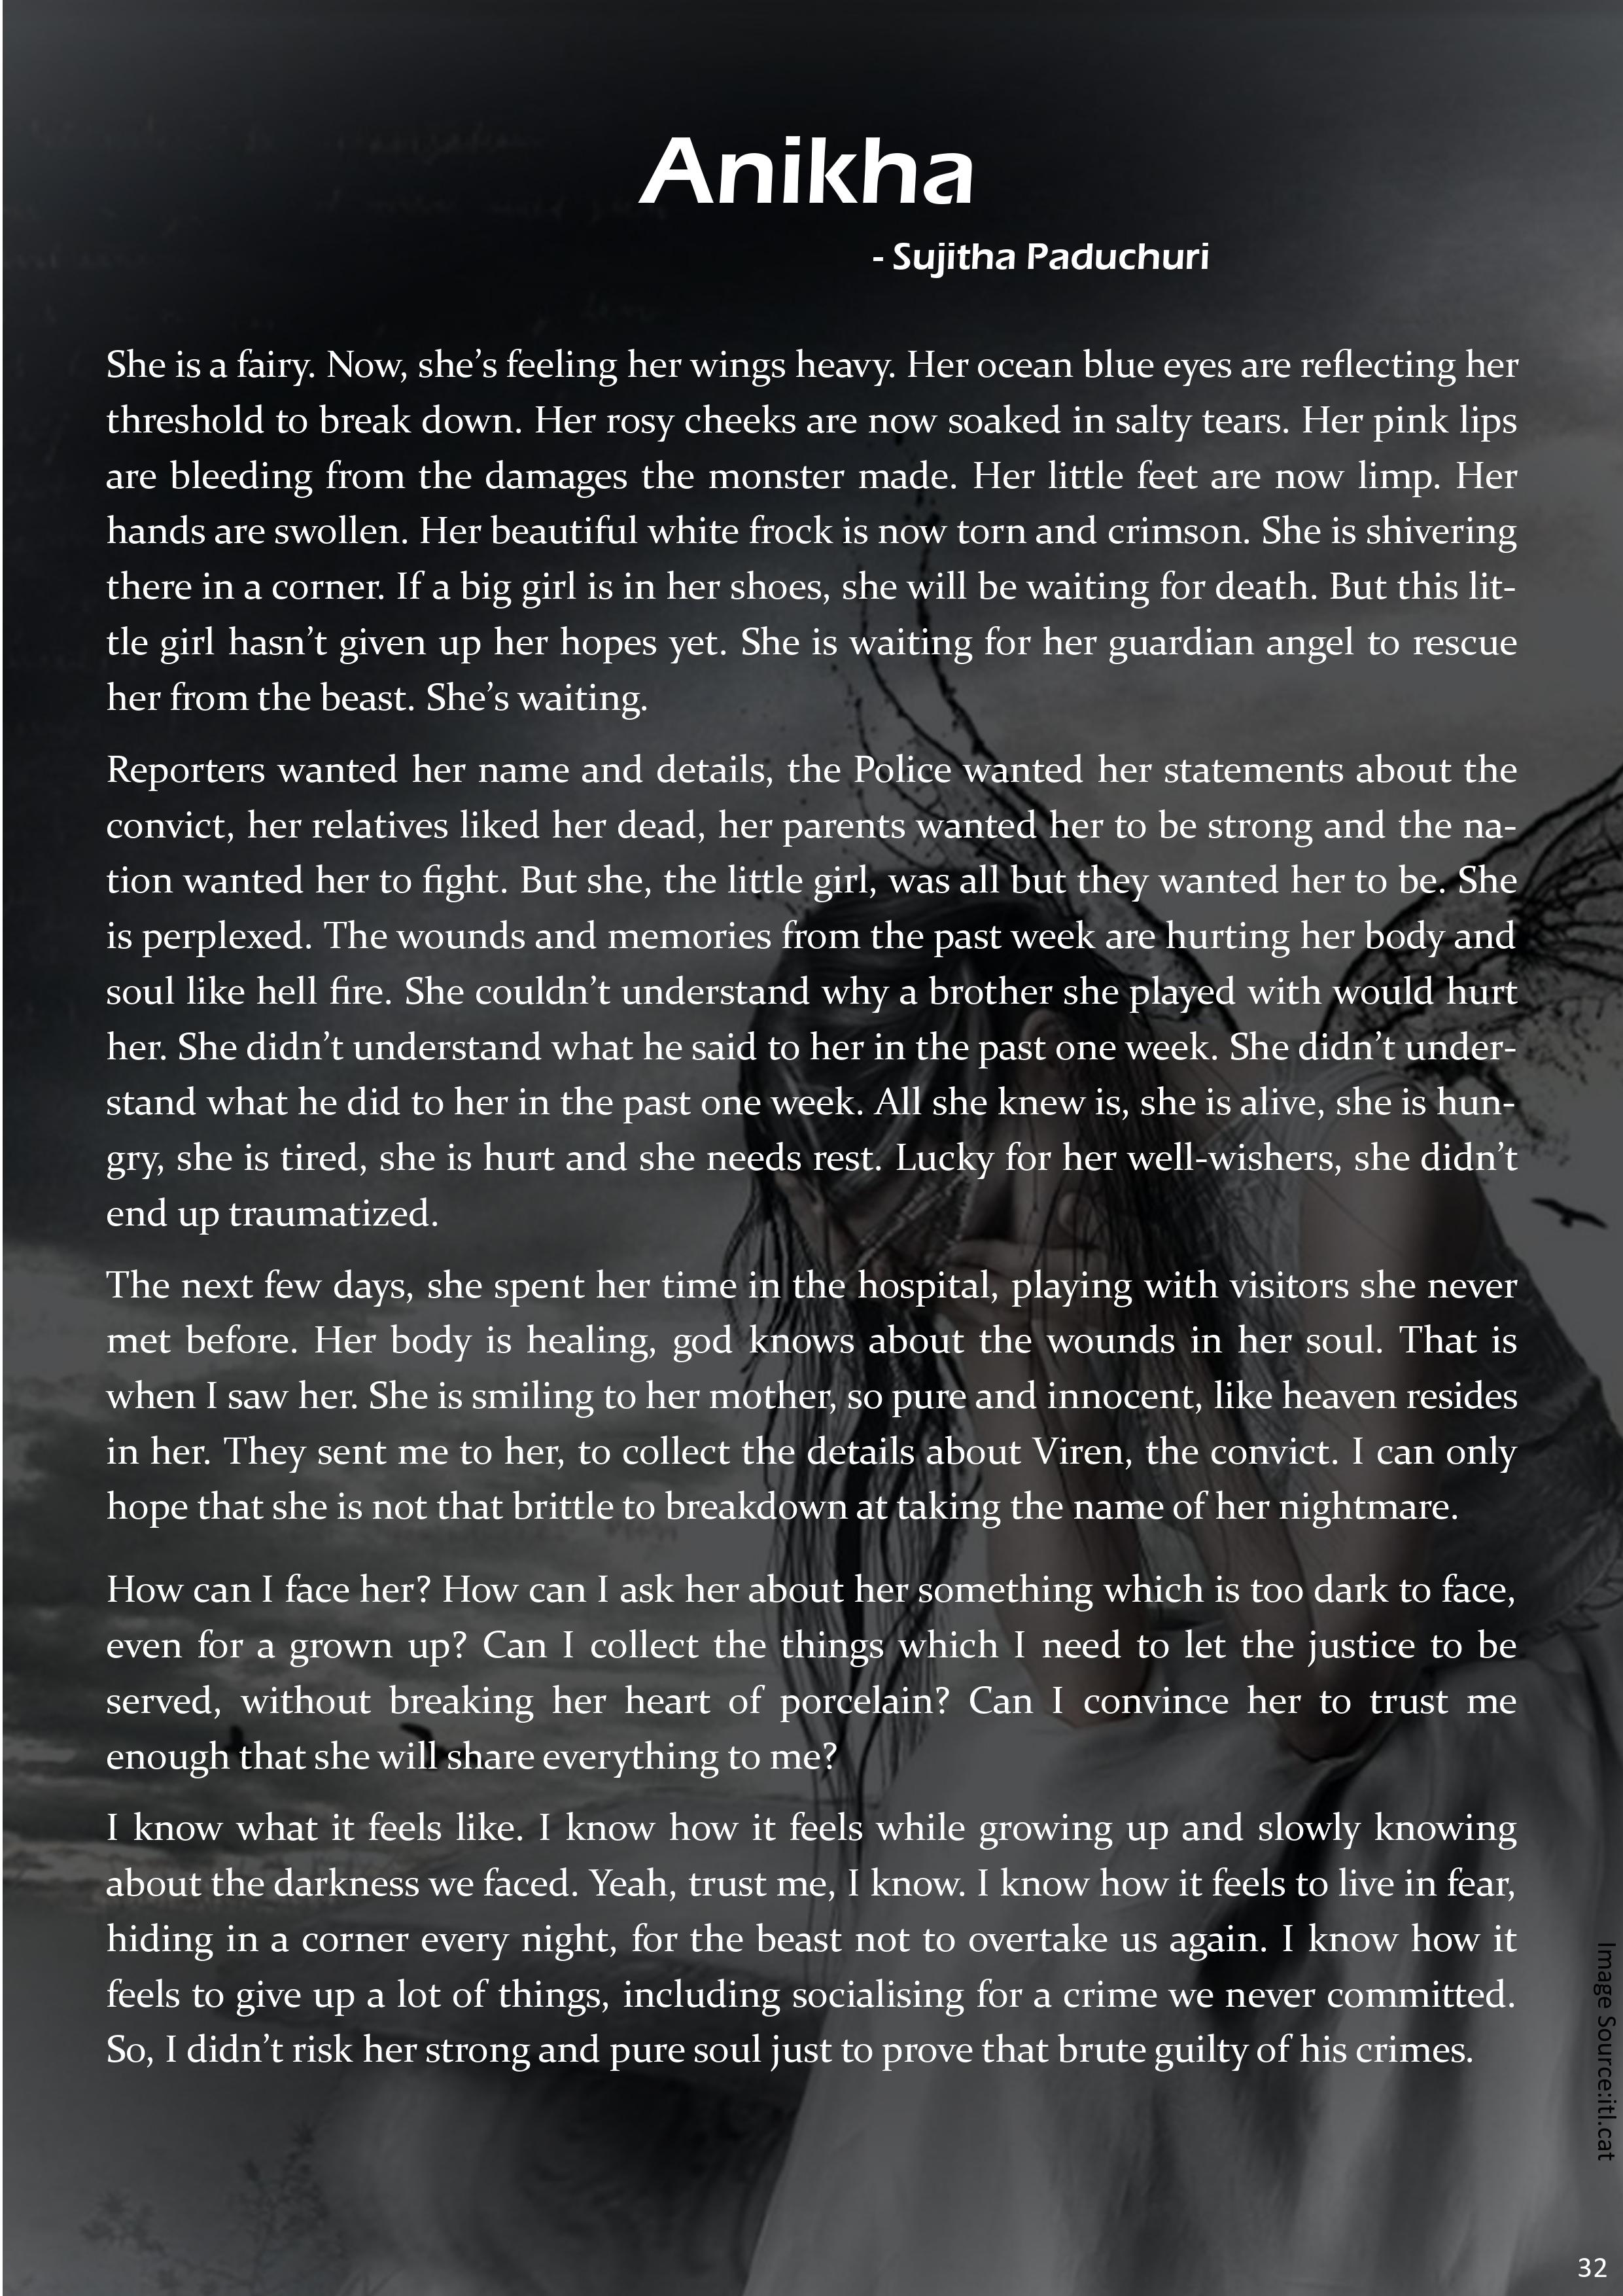 Anikha
- Sujitha Paduchuri
She is a fairy. Now, she’s feeling her wings heavy. Her ocean blue eyes are reflecting her
threshold to break down. Her rosy cheeks are now soaked in salty tears. Her pink lips
are bleeding from the damages the monster made. Her little feet are now limp. Her
hands are swollen. Her beautiful white frock is now torn and crimson. She is shivering
there in a corner. If a big girl is in her shoes, she will be waiting for death. But this lit-
tle girl hasn’t given up her hopes yet. She is waiting for her guardian angel to rescue
her from the beast. She’s waiting.
Reporters wanted her name and details, the Police wanted her statements about the
convict, her relatives liked her dead, her parents wanted her to be strong and the na-
tion wanted her to fight. But she, the little girl, was all but they wanted her to be. She
is perplexed. The wounds and memories from the past week are hurting her body and
soul like hell fire. She couldn’t understand why a brother she played with would hurt
her. She didn’t understand what he said to her in the past one week. She didn’t under-
stand what he did to her in the past one week. All she knew is, she is alive, she is hun-
gry, she is tired, she is hurt and she needs rest. Lucky for her well-wishers, she didn’t
end up traumatized.
The next few days, she spent her time in the hospital, playing with visitors she never
met before. Her body is healing, god knows about the wounds in her soul. That is
when I saw her. She is smiling to her mother, so pure and innocent, like heaven resides
in her. They sent me to her, to collect the details about Viren, the convict. I can only
hope that she is not that brittle to breakdown at taking the name of her nightmare.
How can I face her? How can I ask her about her something which is too dark to face,
even for a grown up? Can I collect the things which I need to let the justice to be
served, without breaking her heart of porcelain? Can I convince her to trust me
enough that she will share everything to me?
I know what it feels like. I know how it feels while growing up and slowly knowing
about the darkness we faced. Yeah, trust me, I know. I know how it feels to live in fear,
hiding in a corner every night, for the beast not to overtake us again. I know how it
feels to give up a lot of things, including socialising for a crime we never committed.
So, I didn’t risk her strong and pure soul just to prove that brute guilty of his crimes.
Image Source:itl.cat
32